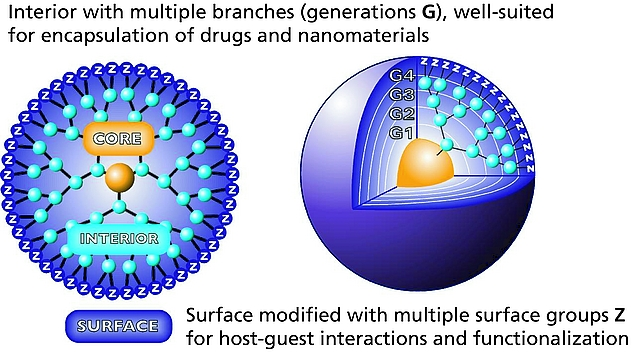 Interior with multiple branches (generations G), well-suited
for encapsulation of drugs and nanomaterials
CORE
INTERIOR
G4
G3
G2
G1
Z Z Z Z Z Z Z Z Z Z Z Z
SURFACE
Surface modified with multiple surface groups Z
for host-guest interactions and functionalization